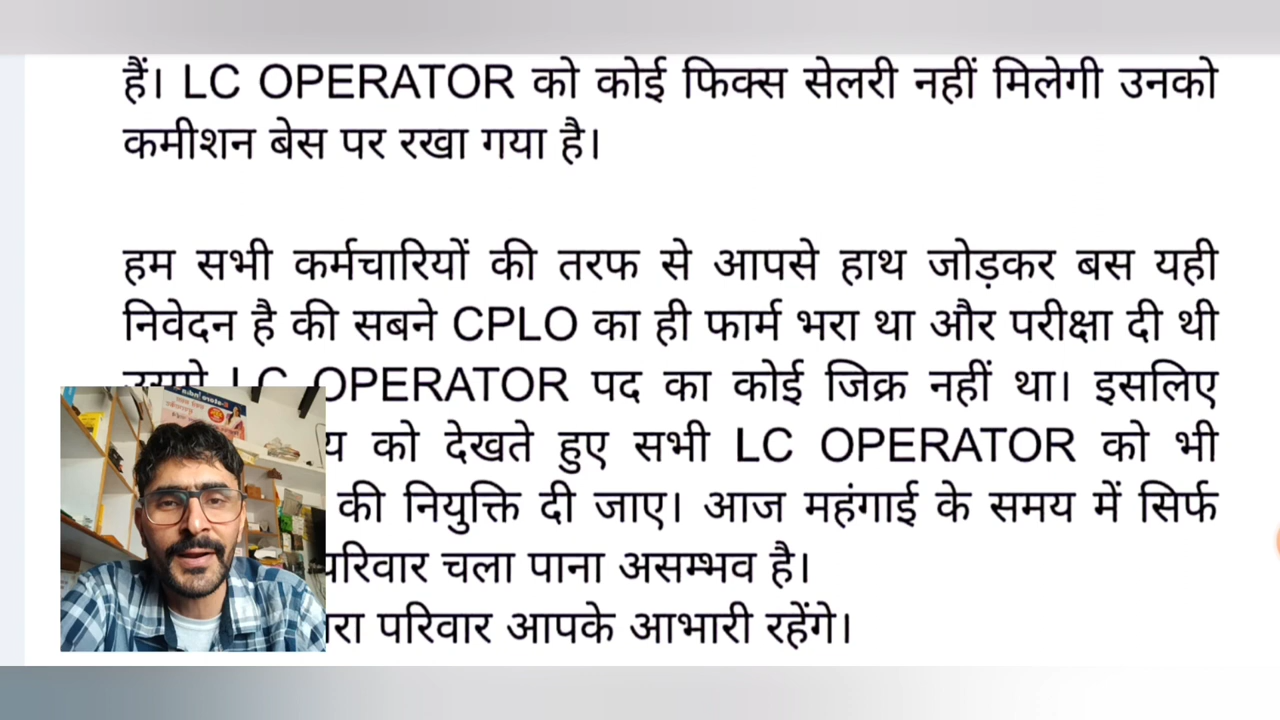 हैं। LC OPERATOR को कोई फिक्स सेलरी नहीं मिलेगी उनको
कमीशन बेस पर रखा गया है।
हम सभी कर्मचारियों की तरफ से आपसे हाथ जोड़कर बस यही
निवेदन है की सबने CPLO का ही फार्म भरा था और परीक्षा दी थी
LC OPERATOR पद का कोई जिक्र नहीं था। इसलिए
को देखते हुए सभी LC OPERATOR को भी
की नियुक्ति दी जाए। आज महंगाई के समय में सिर्फ
परिवार चला पाना असम्भव है।
परिवार आपके आभारी रहेंगे।